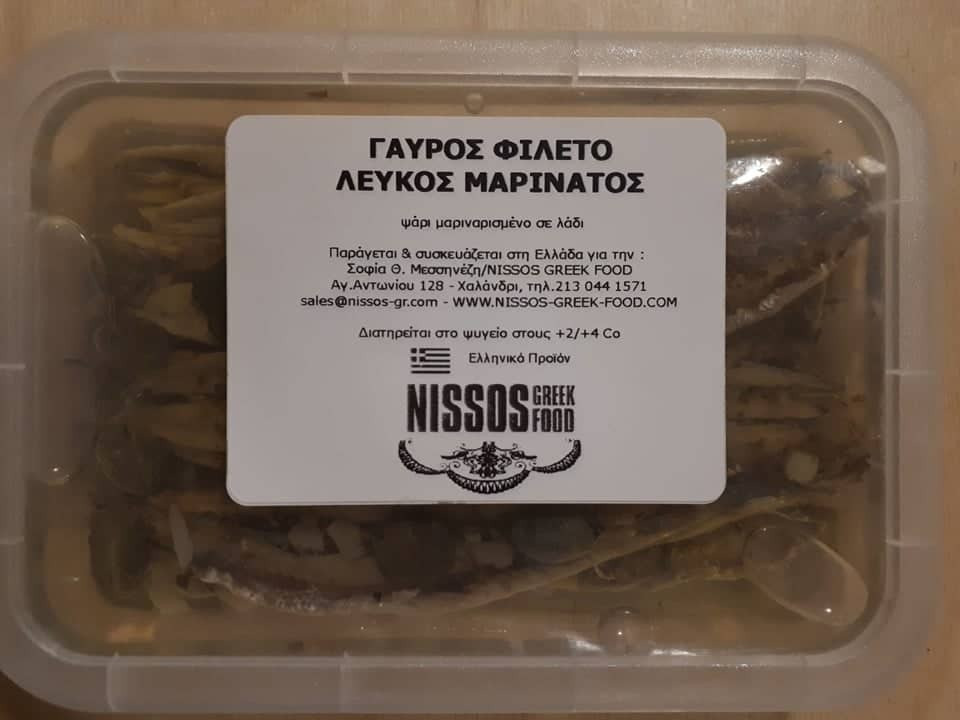 ΓΑΥΡΟΣ ΦΙΛΕΤΟ
ΛΕΥΚΟΣ ΜΑΡΙΝΑΤΟΣ
ψάρι μαριναρισμένο σε λάδι
Παράγεται & συσκευάζεται στη Ελλάδα για την :
Σοφία Θ. Μεσσηνέζη/NISSOS GREEK FOOD
Αγ.Αντωνίου 128 - Χαλάνδρι, τηλ.213 044 1571
sales@nissos-gr.com - WWW.NISSOS-GREEK-FOOD.COM
Διατηρείται στο ψυγείο στους +2/+4 Co
Ελληνικό Προϊόν
NISSOS GREEK FOOD